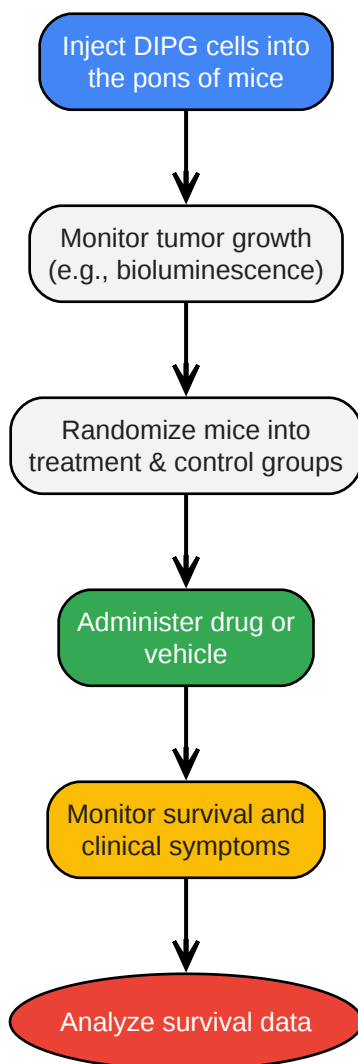 Inject DIPG cells into
the pons of mice
Monitor tumor growth
(e.g., bioluminescence)
Randomize mice into
treatment & control groups
Administer drug or
vehicle
Monitor survival and
clinical symptoms
Analyze survival data